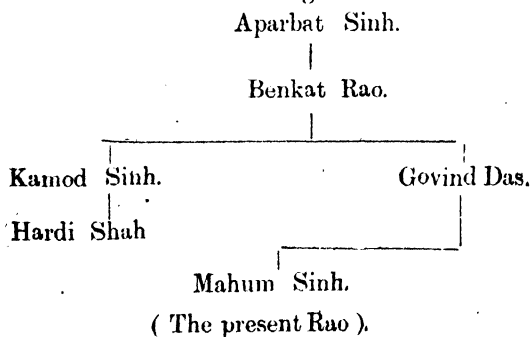 Aparbat Sinh.
Benkat Rao.
Kamod Sinh. Govind Das.
Hardi Shah
Mahum Sinh.
( The present Rao ).